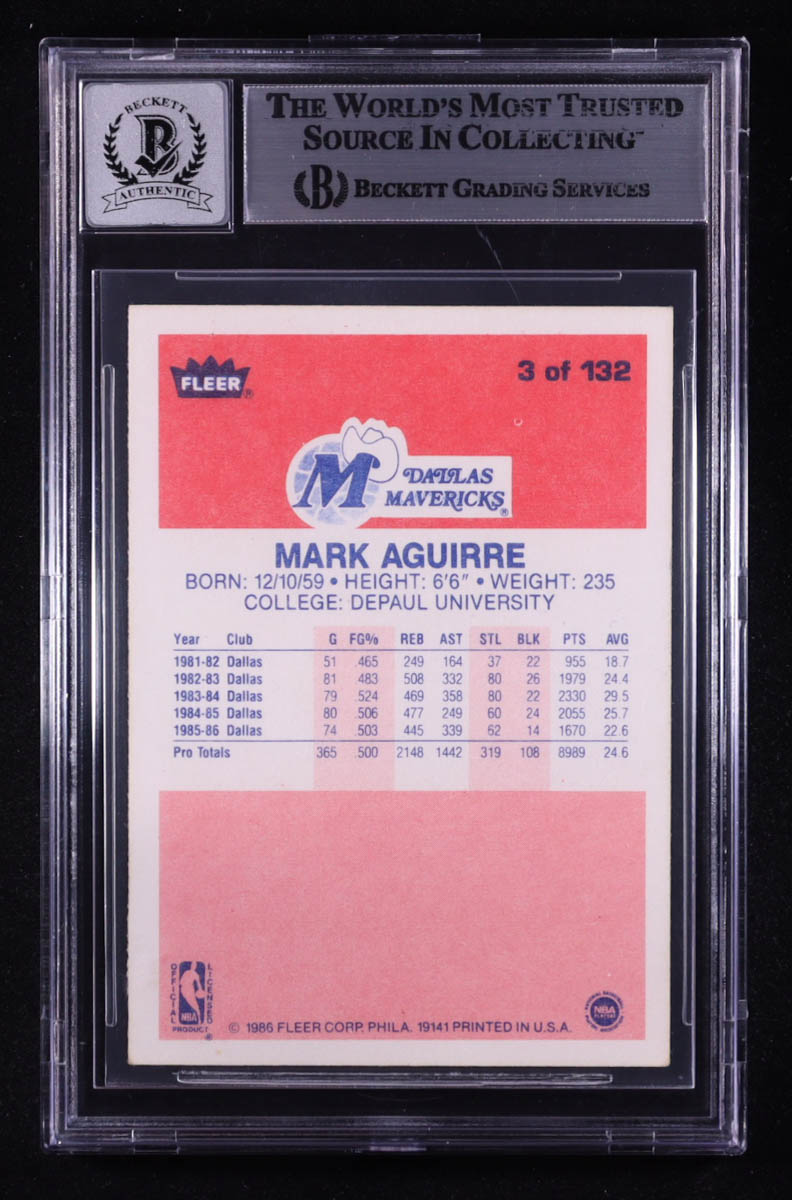 BECKETT
B
AUTHENTIC
THE WORLD'S MOST TRUSTED
SOURCE IN COLLECTING™
(B) BECKETT GRADING SERVICES
FLEER®
3 of 132
M DALLAS
MAVERICKS®
MARK AGUIRRE
BORN: 12/10/59 • HEIGHT: 6'6" • WEIGHT: 235
COLLEGE: DEPAUL UNIVERSITY
Year Club G FG% REB AST STL BLK PTS AVG
1981-82 Dallas 51 .465 249 164 37 22 955 18.7
1982-83 Dallas 81 .483 508 332 80 26 1979 24.4
1983-84 Dallas 79 .524 469 358 80 22 2330 29.5
1984-85 Dallas 80 .506 477 249 60 24 2055 25.7
1985-86 Dallas 74 .503 445 339 62 14 1670 22.6
Pro Totals 365 .500 2148 1442 319 108 8989 24.6
OFFICIAL LICENSED
NBA
PRODUCT ®
© 1986 FLEER CORP. PHILA. 19141 PRINTED IN U.S.A.
NBA
PLAYERS